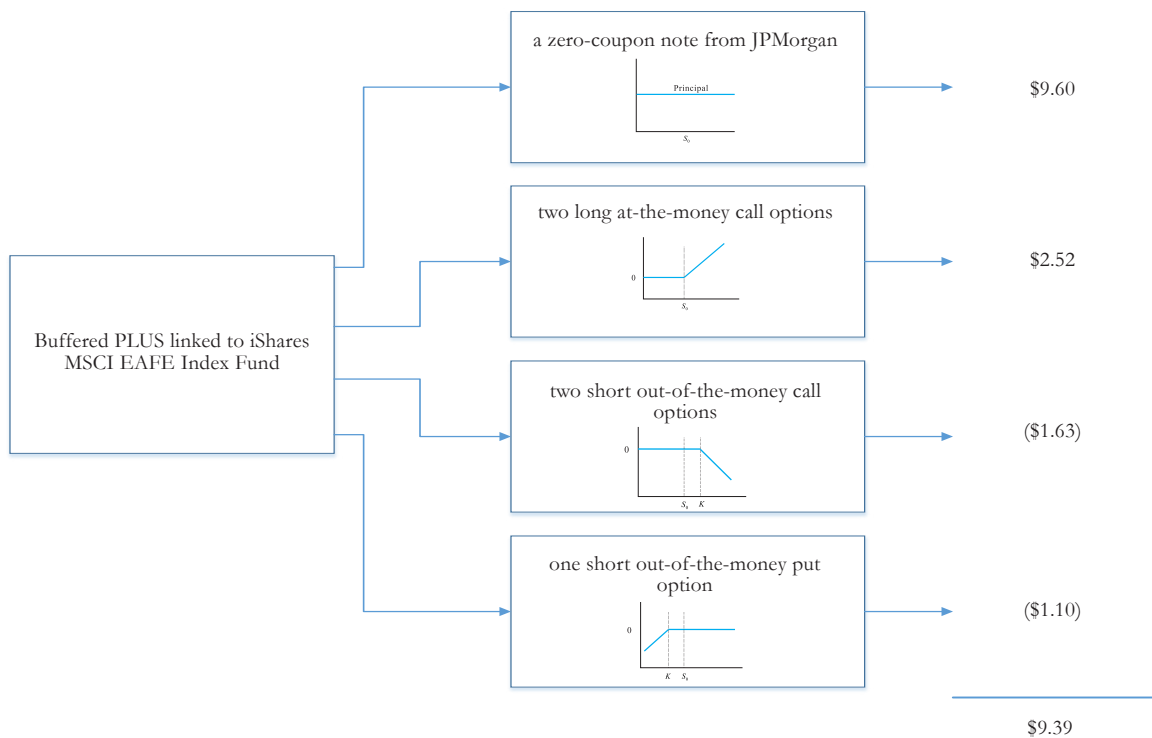 a zero-coupon note from JPMorgan
Principal
S₀
$9.60
two long at-the-money call options
0
S₀
$2.52
Buffered PLUS linked to iShares
MSCI EAFE Index Fund
two short out-of-the-money call
options
0
S₀ K
($1.63)
one short out-of-the-money put
option
0
K S₀
($1.10)
$9.39